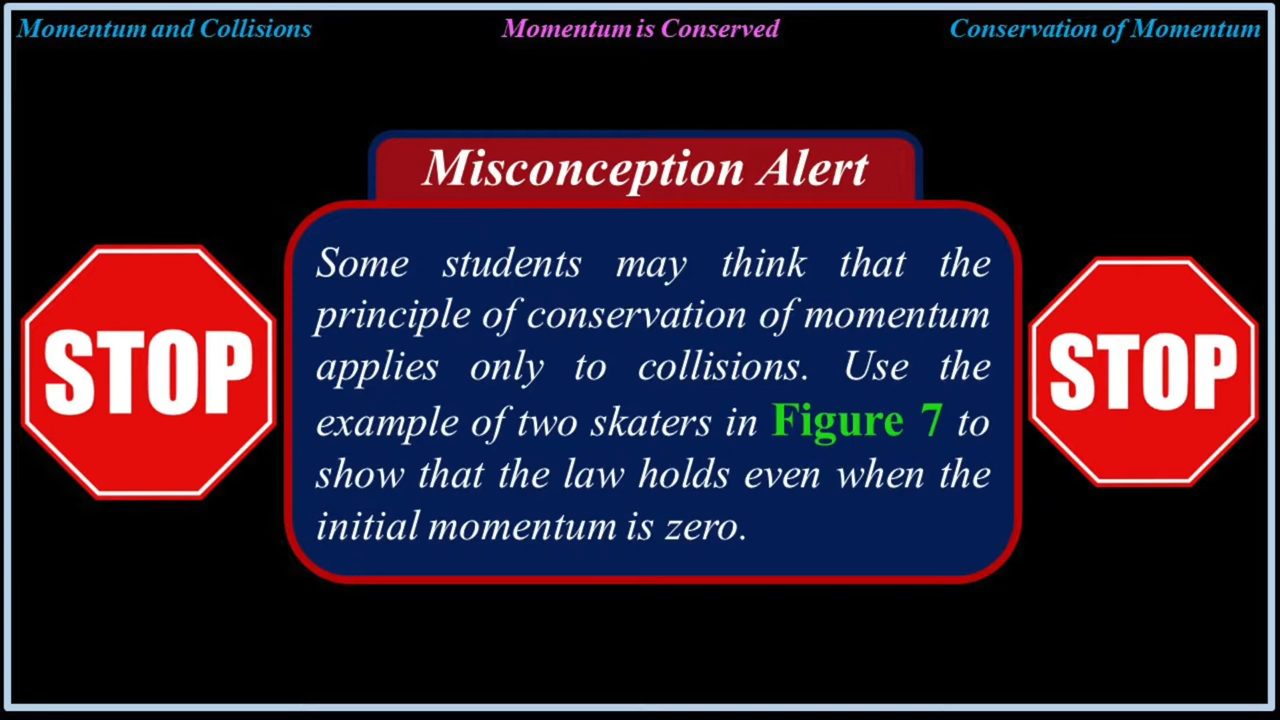 Momentum and Collisions
Momentum is Conserved
Conservation of Momentum
Misconception Alert
Some students may think that the
principle of conservation of momentum
applies only to collisions. Use the
example of two skaters in Figure 7 to
show that the law holds even when the
initial momentum is zero.
STOP
STOP